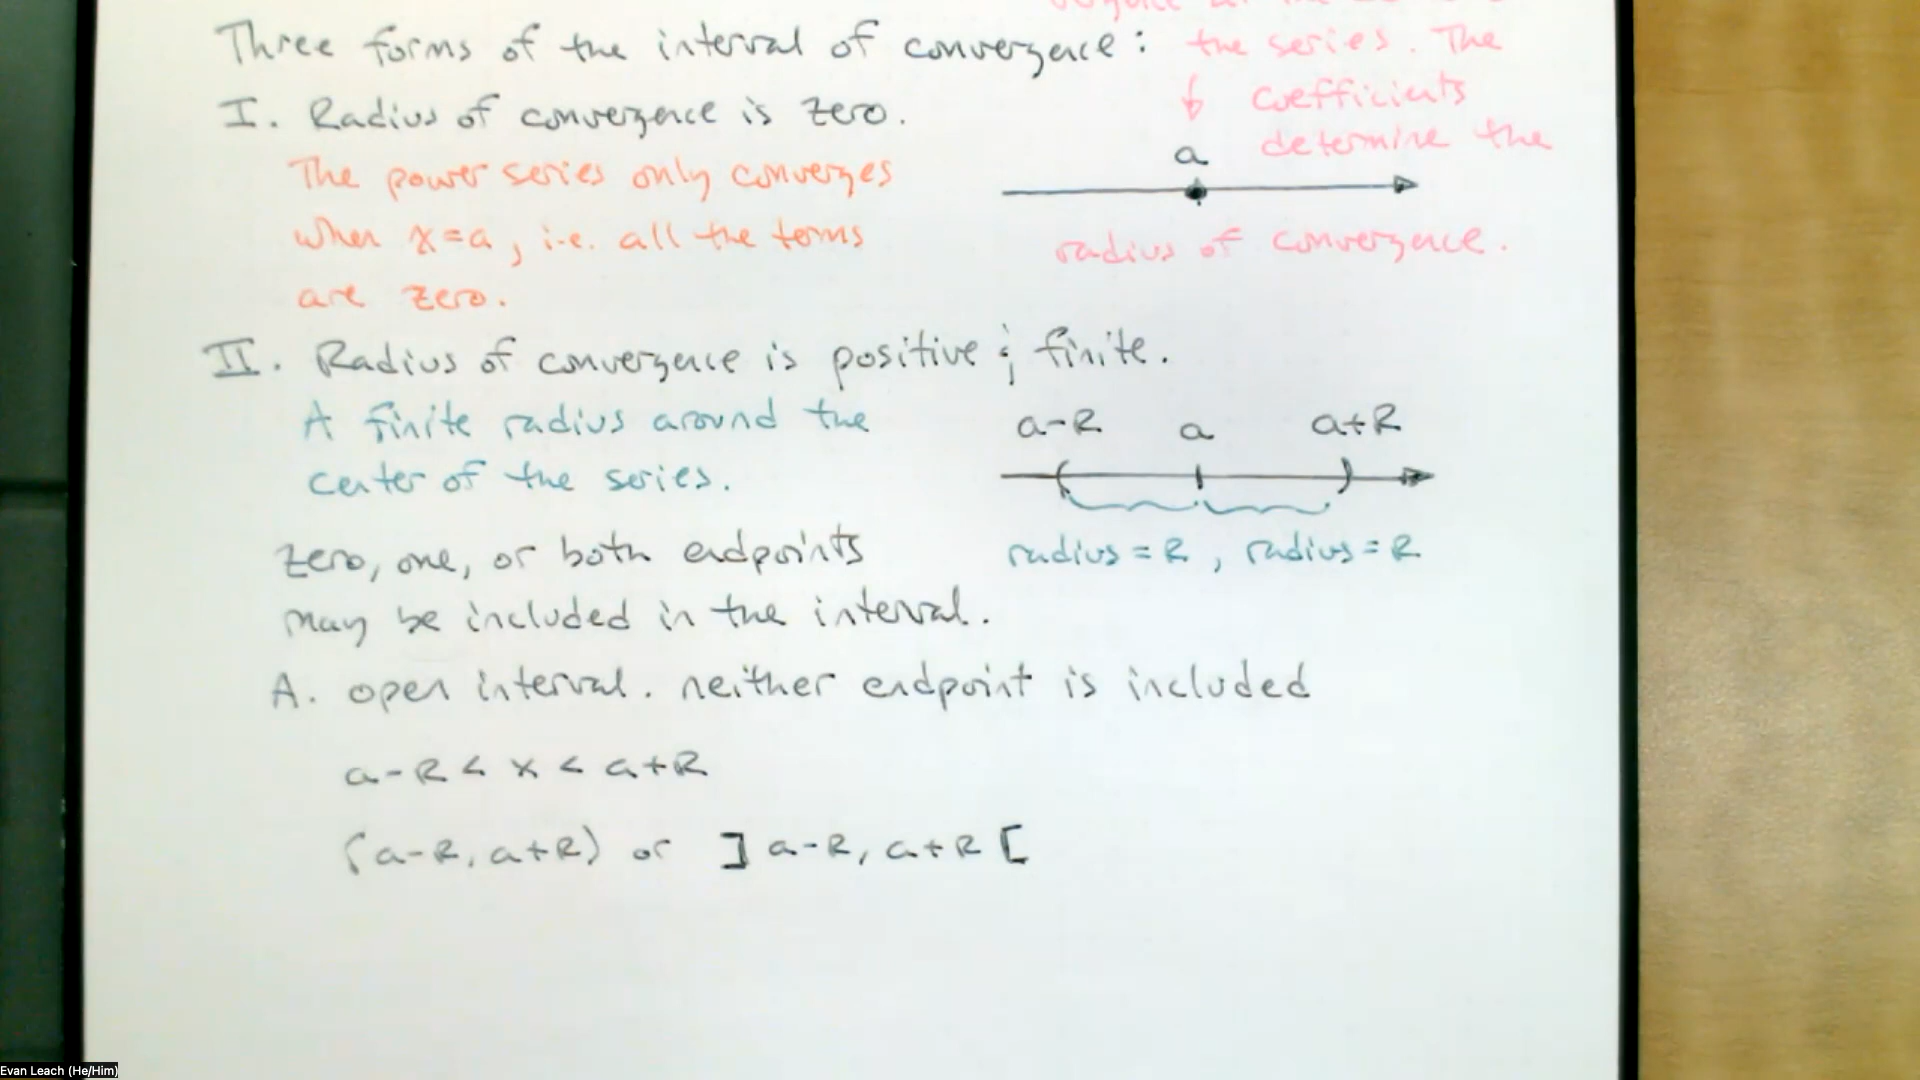 Three forms of the interval of convergence:
the series. The
coefficients
determine the
I. Radius of convergence is zero.
a
The power series only converges
when x=a, i.e. all the terms
are zero.
radius of convergence.
II. Radius of convergence is positive & finite.
A finite radius around the
center of the series.
a-R a a+R
radius = R, radius = R
zero, one, or both endpoints
may be included in the interval.
A. open interval. neither endpoint is included
a-R < x < a+R
(a-R, a+R) or ]a-R, a+R[
Evan Leach (He/Him)